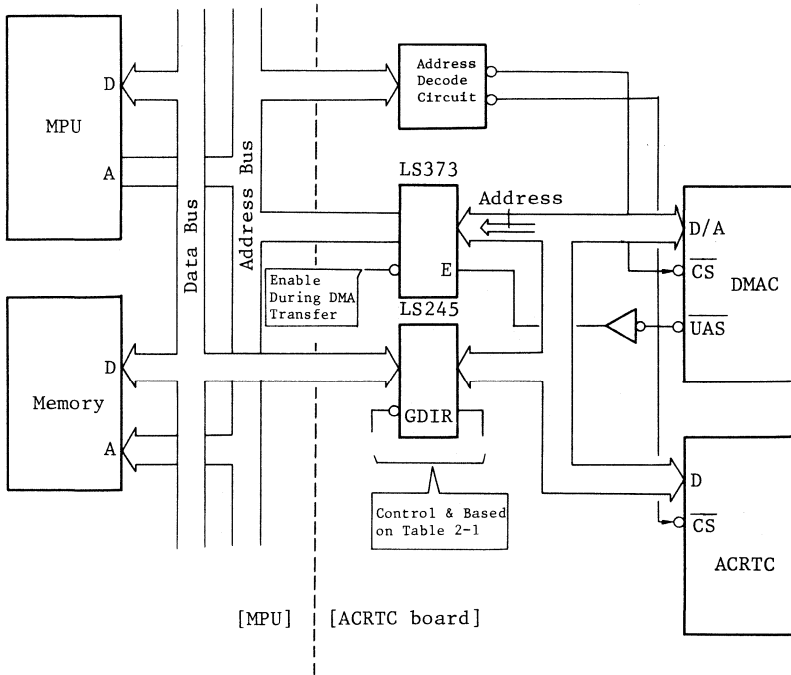 MPU
D
A
Data Bus
Address Bus
Address
Decode
Circuit
LS373
Address
E
Enable
During DMA
Transfer
LS245
GDIR
Control & Based
on Table 2-1
D/A
CS
UAS
DMAC
Memory
D
A
D
CS
ACRTC
[MPU]
[ACRTC board]